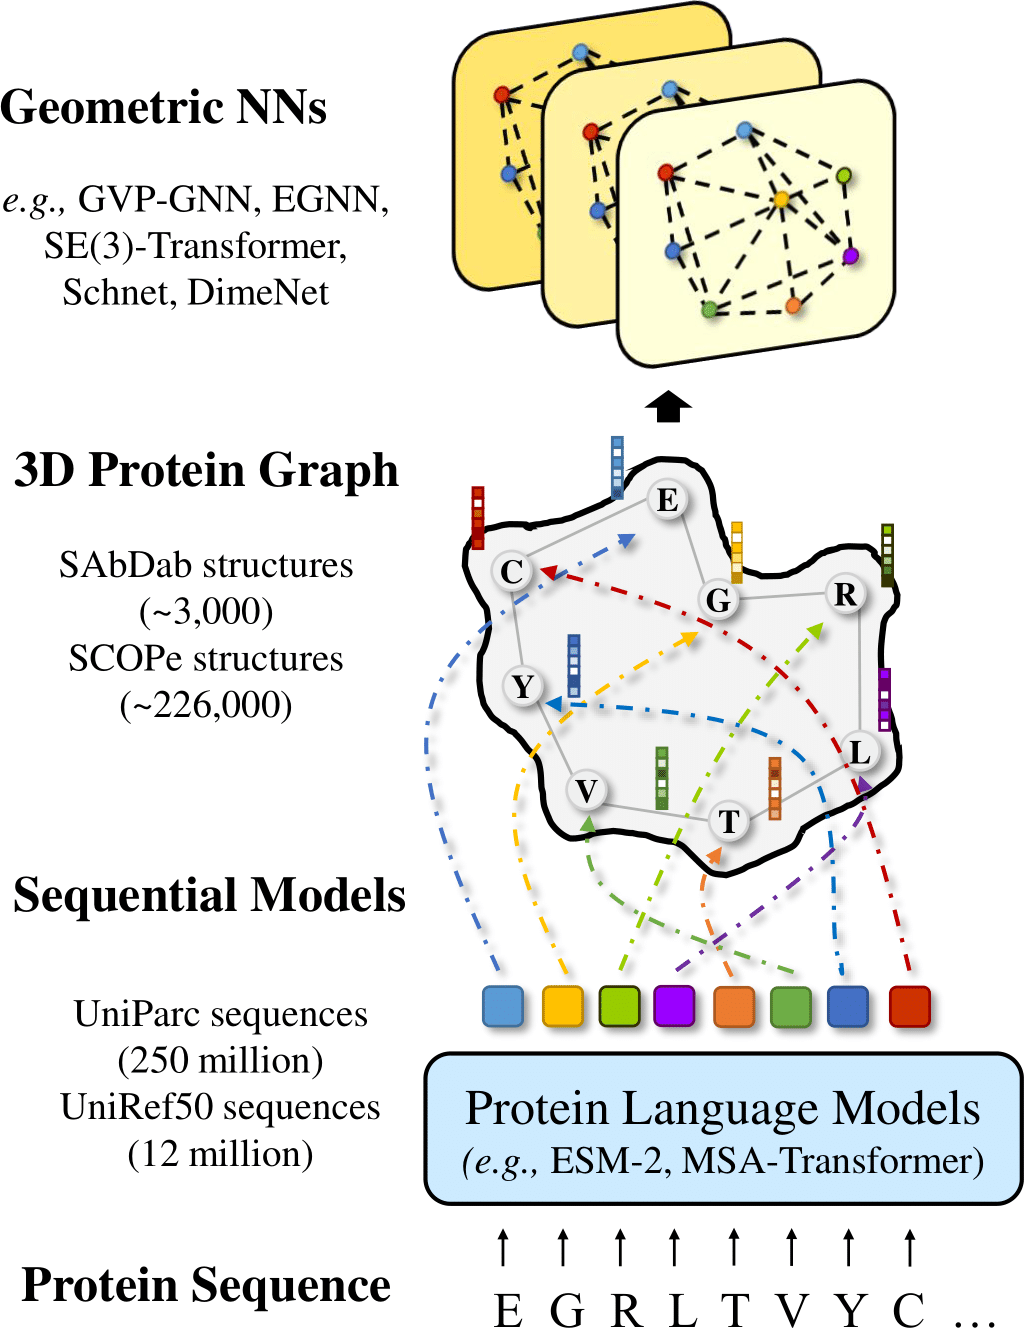 Geometric NNs
e.g., GVP-GNN, EGNN,
SE(3)-Transformer,
Schnet, DimeNet
3D Protein Graph
SAbDab structures
(~3,000)
SCOPe structures
(~226,000)
E
C
G
R
Y
L
V
T
Sequential Models
UniParc sequences
(250 million)
UniRef50 sequences
(12 million)
Protein Language Models
(e.g., ESM-2, MSA-Transformer)
Protein Sequence
E G R L T V Y C ...